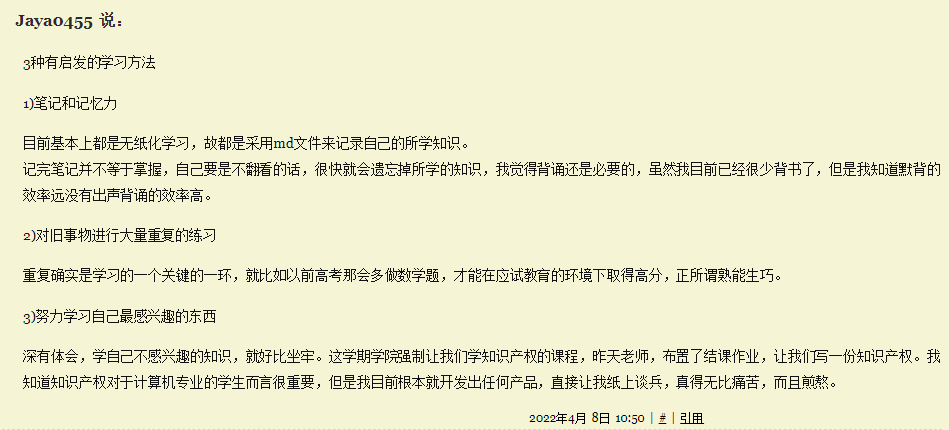 Jaya0455 说：
3种有启发的学习方法
1)笔记和记忆力
目前基本上都是无纸化学习，故都是采用md文件来记录自己的所学知识。
记完笔记并不等于掌握，自己要是不翻看的话，很快就会遗忘掉所学的知识，我觉得背诵还是必要的，虽然我目前已经很少背书了，但是我知道默背的
效率远没有出声背诵的效率高。
2)对旧事物进行大量重复的练习
重复确实是学习的一个关键的一环，就比如以前高考那会多做数学题，才能在应试教育的环境下取得高分，正所谓熟能生巧。
3)努力学习自己最感兴趣的东西
深有体会，学自己不感兴趣的知识，就好比坐牢。这学期学院强制让我们学知识产权的课程，昨天老师，布置了结课作业，让我们写一份知识产权。我
知道知识产权对于计算机专业的学生而言很重要，但是我目前根本就开发出任何产品，直接让我纸上谈兵，真得无比痛苦，而且煎熬。
2022年4月 8日 10:50 | # | 引用